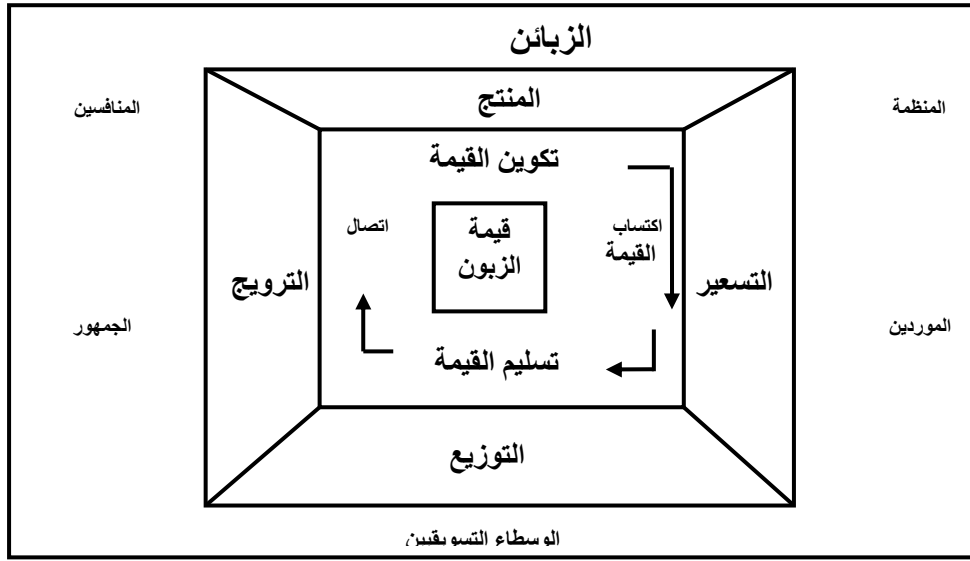 الزبائن
المنظمة
المنافسين
المنتج
تكوين القيمة
اكتساب
القيمة
قيمة
الزبون
اتصال
التسعير
الترويج
الموردين
الجمهور
تسليم القيمة
التوزيع
الوسطاء التسويقيين